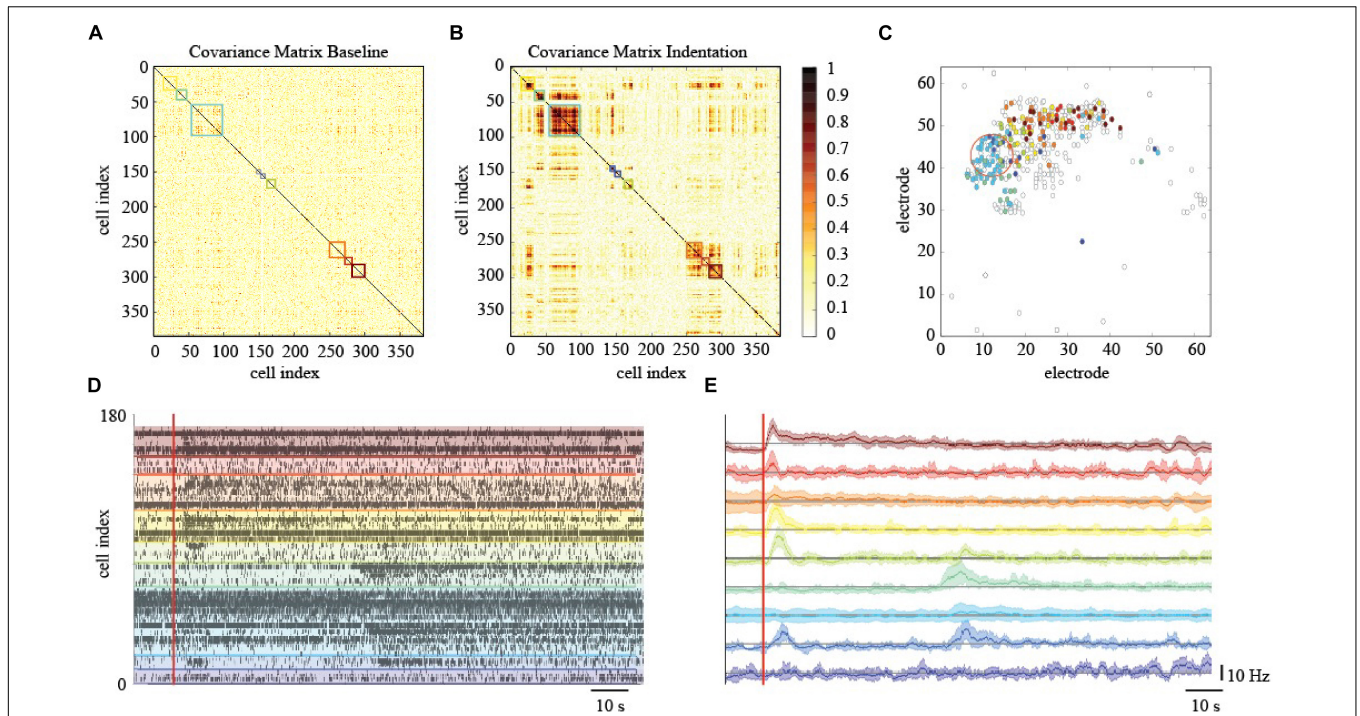 A
B
C
Covariance Matrix Baseline
Covariance Matrix Indentation
cell index
0
50
100
150
200
250
300
350
0 50 100 150 200 250 300 350
cell index
cell index
0
50
100
150
200
250
300
350
0 50 100 150 200 250 300 350
cell index
1
0.9
0.8
0.7
0.6
0.5
0.4
0.3
0.2
0.1
0
electrode
60
50
40
30
20
10
0
0 10 20 30 40 50 60
electrode
D
E
180
cell index
0
10 s
10 Hz
10 s